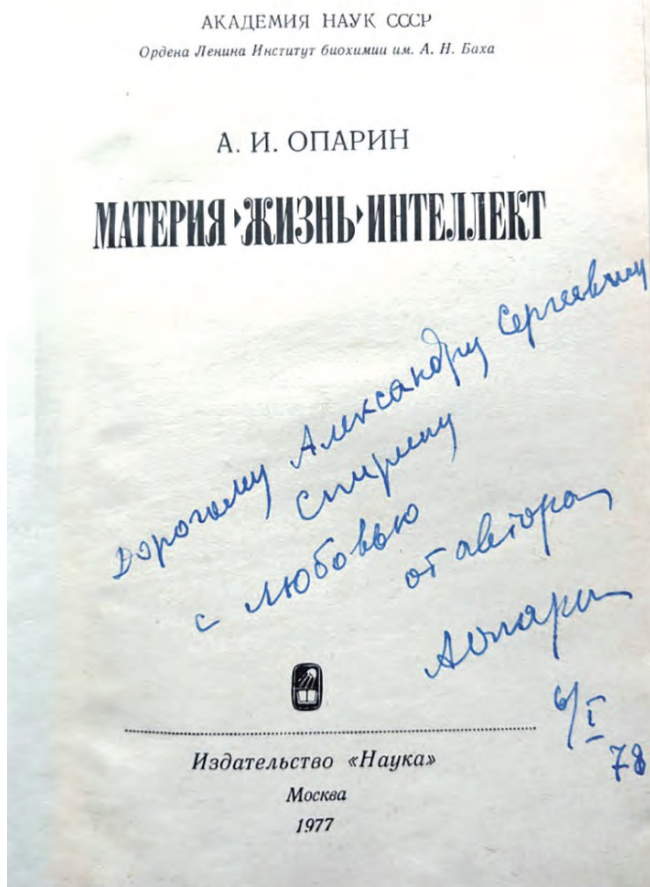 АКАДЕМИЯ НАУК СССР
Ордена Ленина Институт биохимии им. А. Н. Баха
А. И. ОПАРИН
МАТЕРИЯ·ЖИЗНЬ·ИНТЕЛЛЕКТ
Дорогому Александру Сергеевичу
Спирину
с любовью
от автора
АОпарин
6/I
78
Издательство «Наука»
Москва
1977